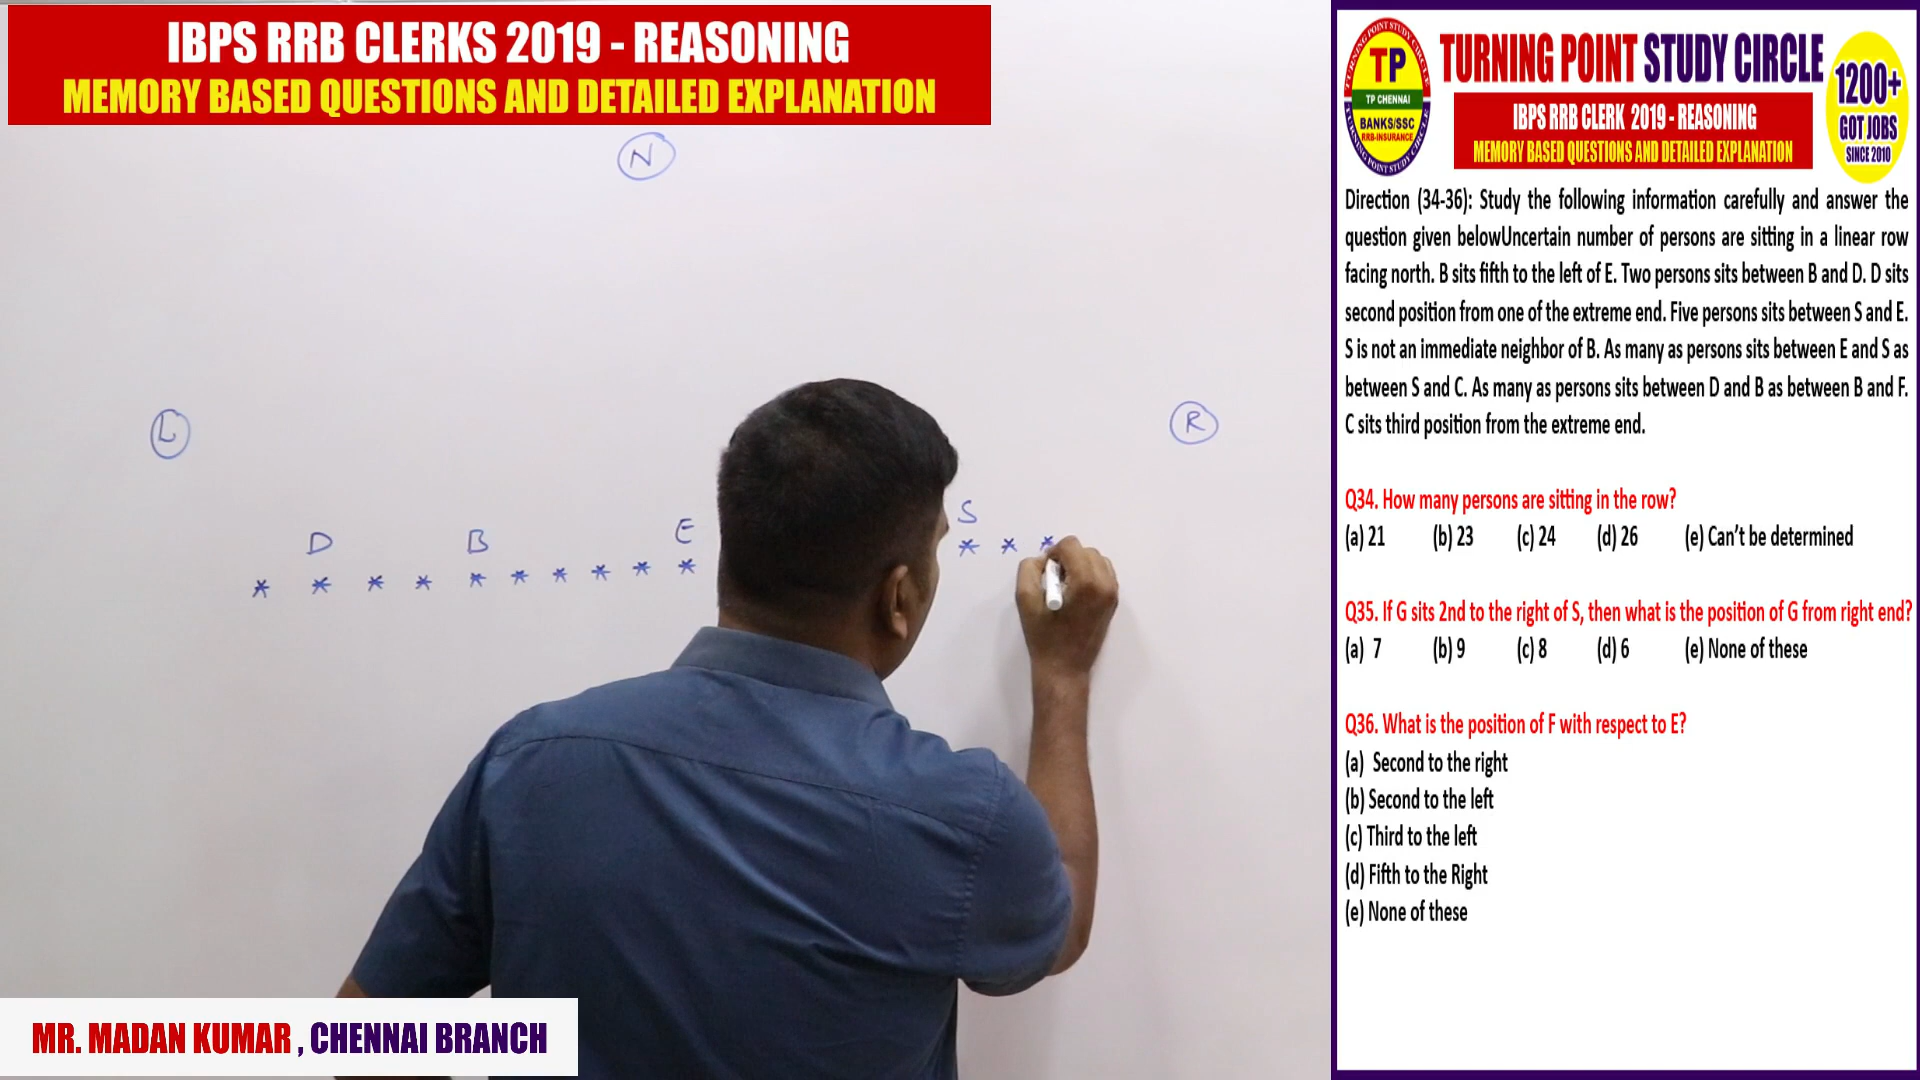 IBPS RRB CLERKS 2019 - REASONING
MEMORY BASED QUESTIONS AND DETAILED EXPLANATION
N
L
R
D B E S
* * * * * * * * * * * * *
MR. MADAN KUMAR , CHENNAI BRANCH
TURNING POINT STUDY CIRCLE
TP
TP CHENNAI
BANKS/SSC
RRB-INSURANCE
TURNING POINT STUDY CIRCLE
IBPS RRB CLERK 2019 - REASONING
MEMORY BASED QUESTIONS AND DETAILED EXPLANATION
1200+
GOT JOBS
SINCE 2010
Direction (34-36): Study the following information carefully and answer the
question given belowUncertain number of persons are sitting in a linear row
facing north. B sits fifth to the left of E. Two persons sits between B and D. D sits
second position from one of the extreme end. Five persons sits between S and E.
S is not an immediate neighbor of B. As many as persons sits between E and S as
between S and C. As many as persons sits between D and B as between B and F.
C sits third position from the extreme end.
Q34. How many persons are sitting in the row?
(a) 21 (b) 23 (c) 24 (d) 26 (e) Can't be determined
Q35. If G sits 2nd to the right of S, then what is the position of G from right end?
(a) 7 (b) 9 (c) 8 (d) 6 (e) None of these
Q36. What is the position of F with respect to E?
(a) Second to the right
(b) Second to the left
(c) Third to the left
(d) Fifth to the Right
(e) None of these